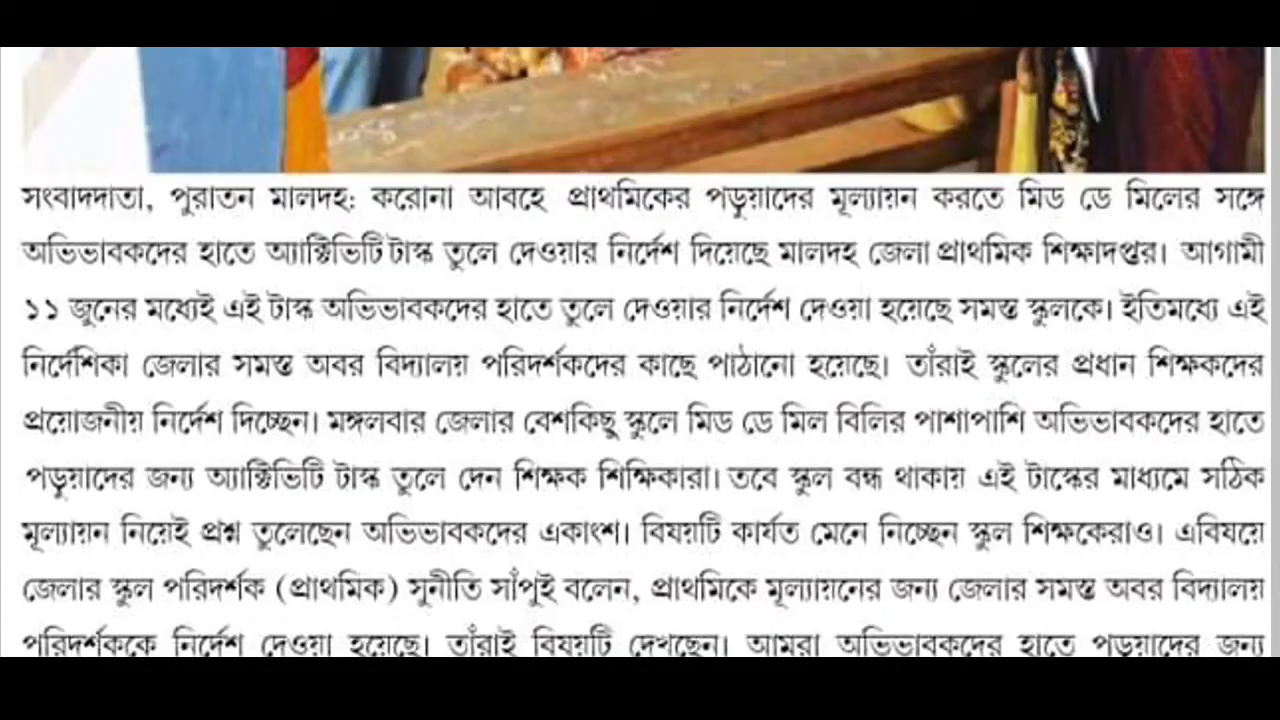 সংবাদদাতা, পুরাতন মালদহ: করোনা আবহে প্রাথমিকের পড়ুয়াদের মূল্যায়ন করতে মিড ডে মিলের সঙ্গে
অভিভাবকদের হাতে অ্যাক্টিভিটি টাস্ক তুলে দেওয়ার নির্দেশ দিয়েছে মালদহ জেলা প্রাথমিক শিক্ষাদপ্তর। আগামী
১১ জুনের মধ্যেই এই টাস্ক অভিভাবকদের হাতে তুলে দেওয়ার নির্দেশ দেওয়া হয়েছে সমস্ত স্কুলকে। ইতিমধ্যে এই
নির্দেশিকা জেলার সমস্ত অবর বিদ্যালয় পরিদর্শকদের কাছে পাঠানো হয়েছে। তাঁরাই স্কুলের প্রধান শিক্ষকদের
প্রয়োজনীয় নির্দেশ দিচ্ছেন। মঙ্গলবার জেলার বেশকিছু স্কুলে মিড ডে মিল বিলির পাশাপাশি অভিভাবকদের হাতে
পড়ুয়াদের জন্য অ্যাক্টিভিটি টাস্ক তুলে দেন শিক্ষক শিক্ষিকারা। তবে স্কুল বন্ধ থাকায় এই টাস্কের মাধ্যমে সঠিক
মূল্যায়ন নিয়েই প্রশ্ন তুলেছেন অভিভাবকদের একাংশ। বিষয়টি কার্যত মেনে নিচ্ছেন স্কুল শিক্ষকেরাও। এবিষয়ে
জেলার স্কুল পরিদর্শক (প্রাথমিক) সুনীতি সাঁপুই বলেন, প্রাথমিকে মূল্যায়নের জন্য জেলার সমস্ত অবর বিদ্যালয়
পরিদর্শককে নির্দেশ দেওয়া হয়েছে। তাঁরাই বিষয়টি দেখছেন। আমরা অভিভাবকদের হাতে পড়ুয়াদের জন্য